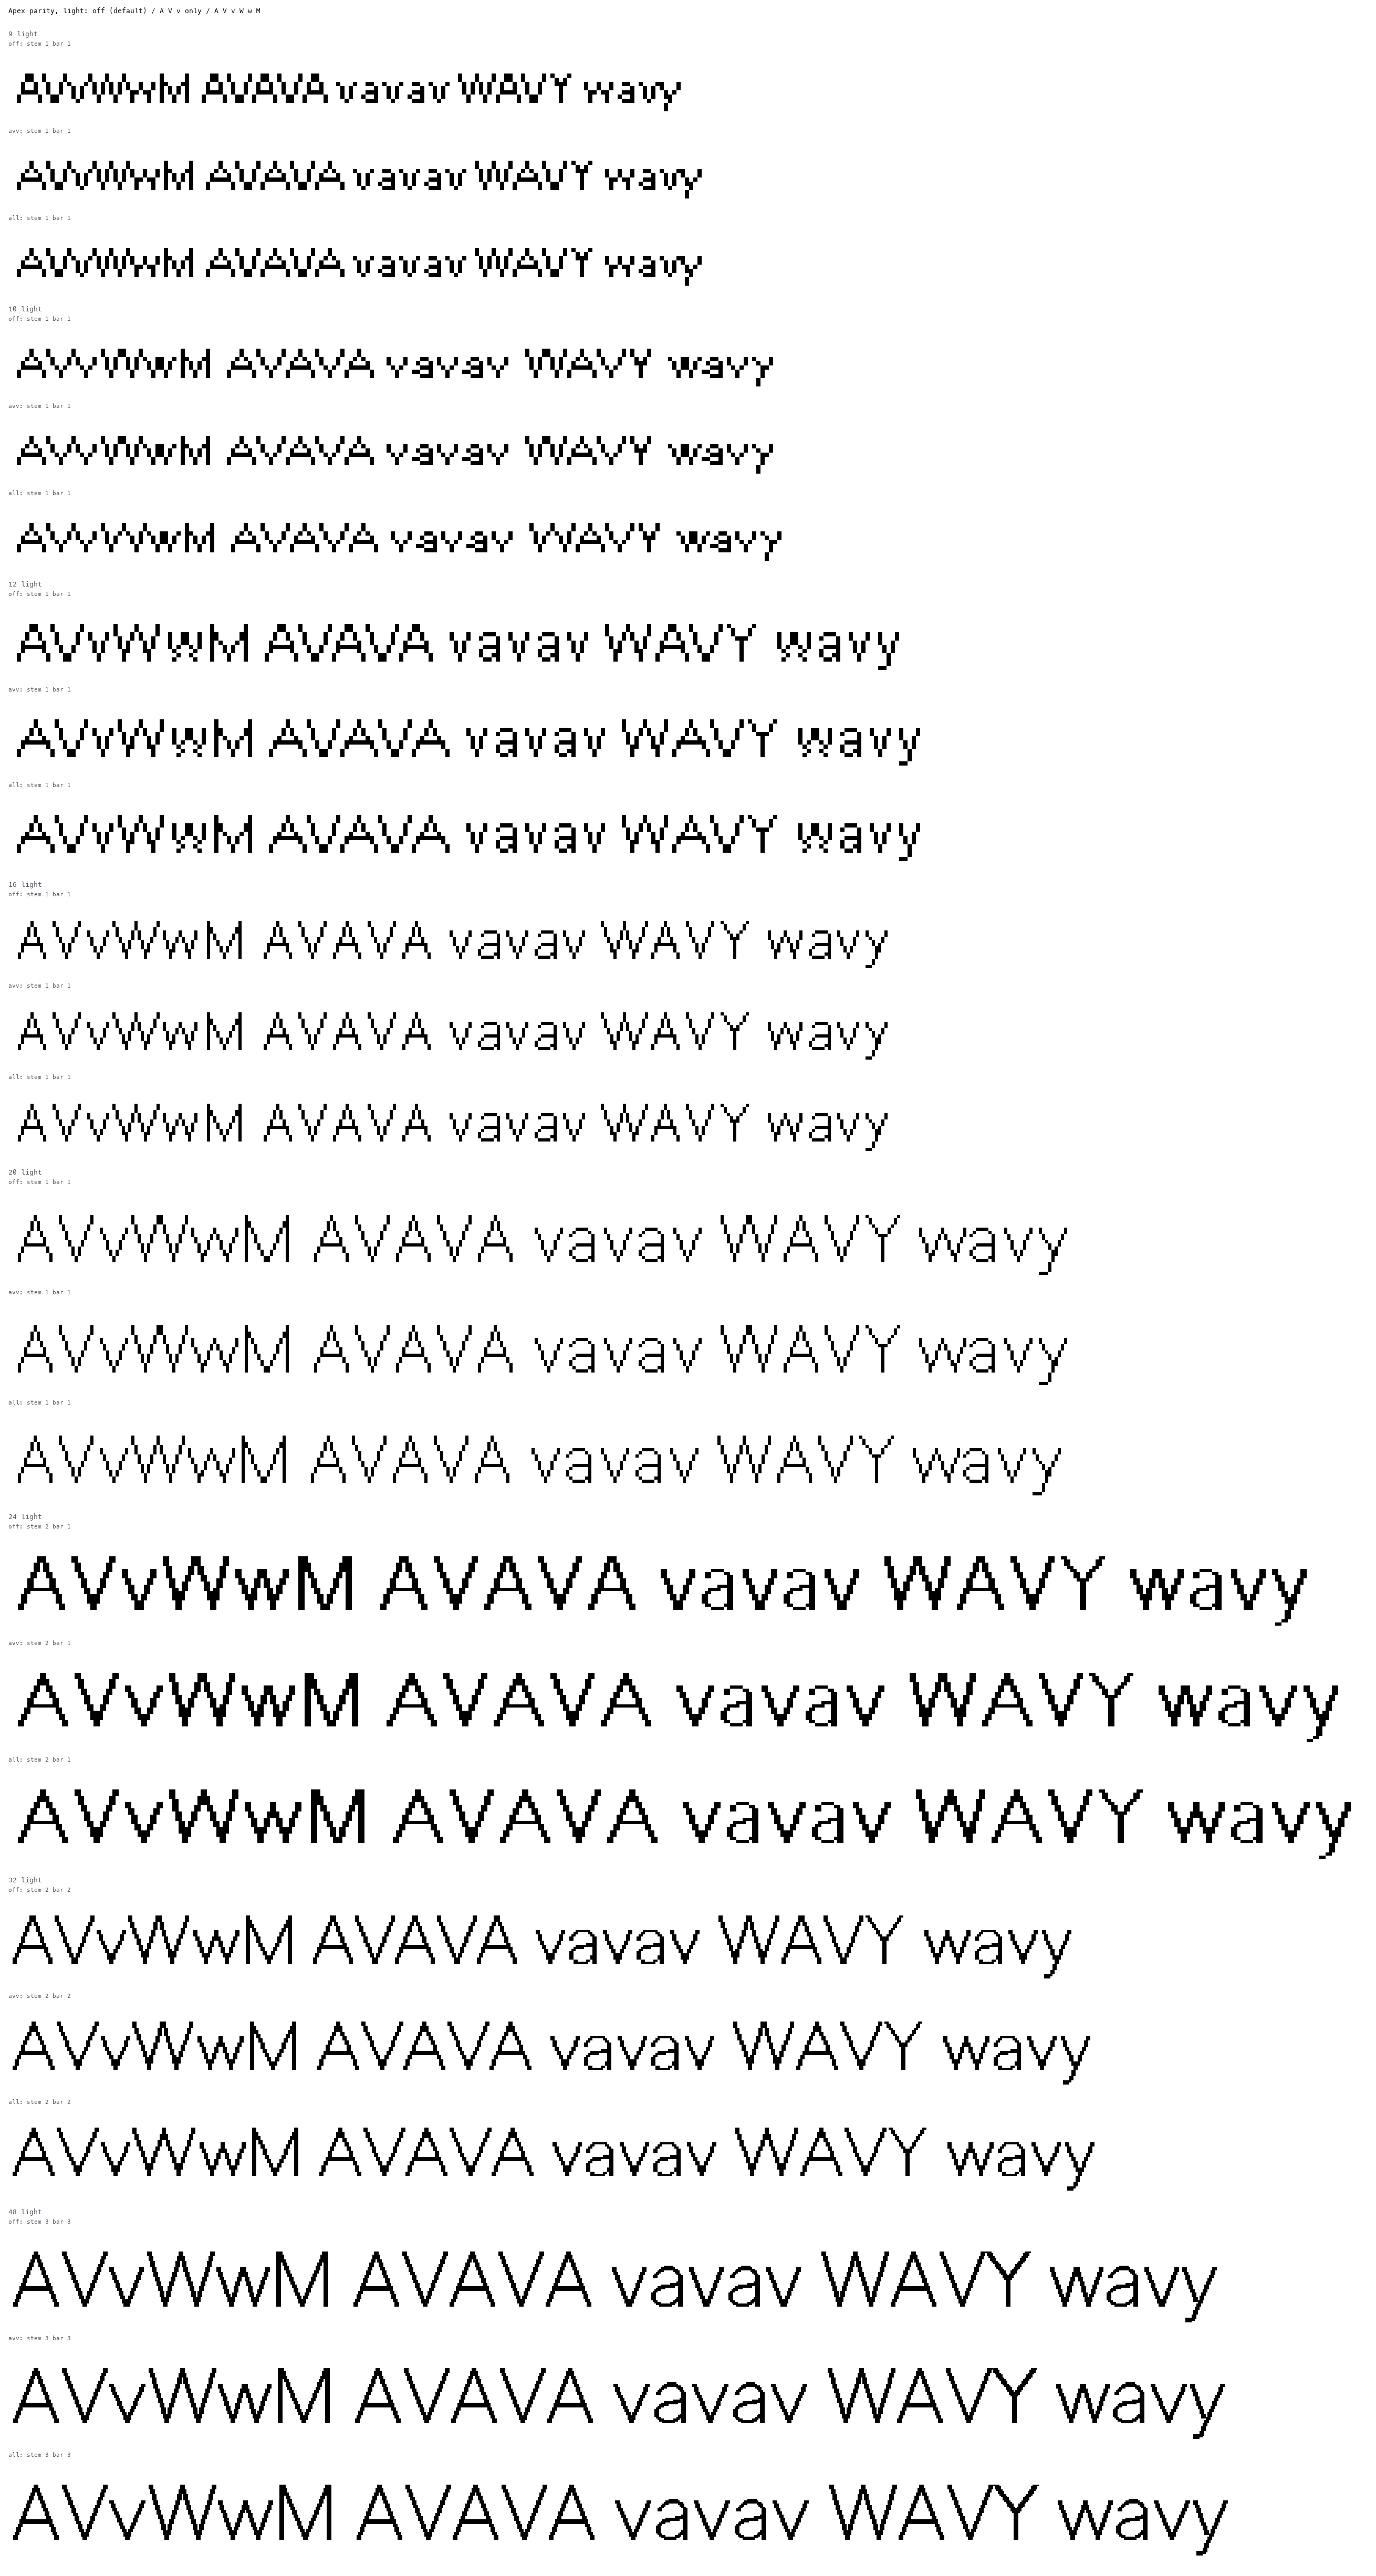 Apex parity, light: off (default) / A V v only / A V v W w M
9 light
off: stem 1 bar 1
AVvWwM AVAVA vavav WAVY wavy
avv: stem 1 bar 1
AVvWwM AVAVA vavav WAVY wavy
all: stem 1 bar 1
AVvWwM AVAVA vavav WAVY wavy
10 light
off: stem 1 bar 1
AVvWwM AVAVA vavav WAVY wavy
avv: stem 1 bar 1
AVvWwM AVAVA vavav WAVY wavy
all: stem 1 bar 1
AVvWwM AVAVA vavav WAVY wavy
12 light
off: stem 1 bar 1
AVvWwM AVAVA vavav WAVY wavy
avv: stem 1 bar 1
AVvWwM AVAVA vavav WAVY wavy
all: stem 1 bar 1
AVvWwM AVAVA vavav WAVY wavy
16 light
off: stem 1 bar 1
AVvWwM AVAVA vavav WAVY wavy
avv: stem 1 bar 1
AVvWwM AVAVA vavav WAVY wavy
all: stem 1 bar 1
AVvWwM AVAVA vavav WAVY wavy
20 light
off: stem 1 bar 1
AVvWwM AVAVA vavav WAVY wavy
avv: stem 1 bar 1
AVvWwM AVAVA vavav WAVY wavy
all: stem 1 bar 1
AVvWwM AVAVA vavav WAVY wavy
24 light
off: stem 2 bar 1
AVvWwM AVAVA vavav WAVY wavy
avv: stem 2 bar 1
AVvWwM AVAVA vavav WAVY wavy
all: stem 2 bar 1
AVvWwM AVAVA vavav WAVY wavy
32 light
off: stem 2 bar 2
AVvWwM AVAVA vavav WAVY wavy
avv: stem 2 bar 2
AVvWwM AVAVA vavav WAVY wavy
all: stem 2 bar 2
AVvWwM AVAVA vavav WAVY wavy
48 light
off: stem 3 bar 3
AVvWwM AVAVA vavav WAVY wavy
avv: stem 3 bar 3
AVvWwM AVAVA vavav WAVY wavy
all: stem 3 bar 3
AVvWwM AVAVA vavav WAVY wavy